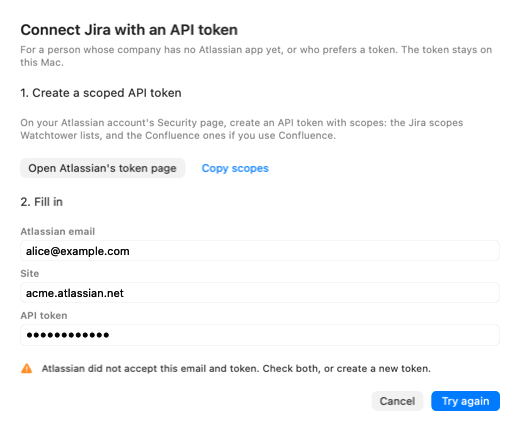 Connect Jira with an API token
For a person whose company has no Atlassian app yet, or who prefers a token. The token stays on
this Mac.
1. Create a scoped API token
On your Atlassian account's Security page, create an API token with scopes: the Jira scopes
Watchtower lists, and the Confluence ones if you use Confluence.
Open Atlassian's token page
Copy scopes
2. Fill in
Atlassian email
alice@example.com
Site
acme.atlassian.net
API token
••••••••••••
Atlassian did not accept this email and token. Check both, or create a new token.
Cancel
Try again